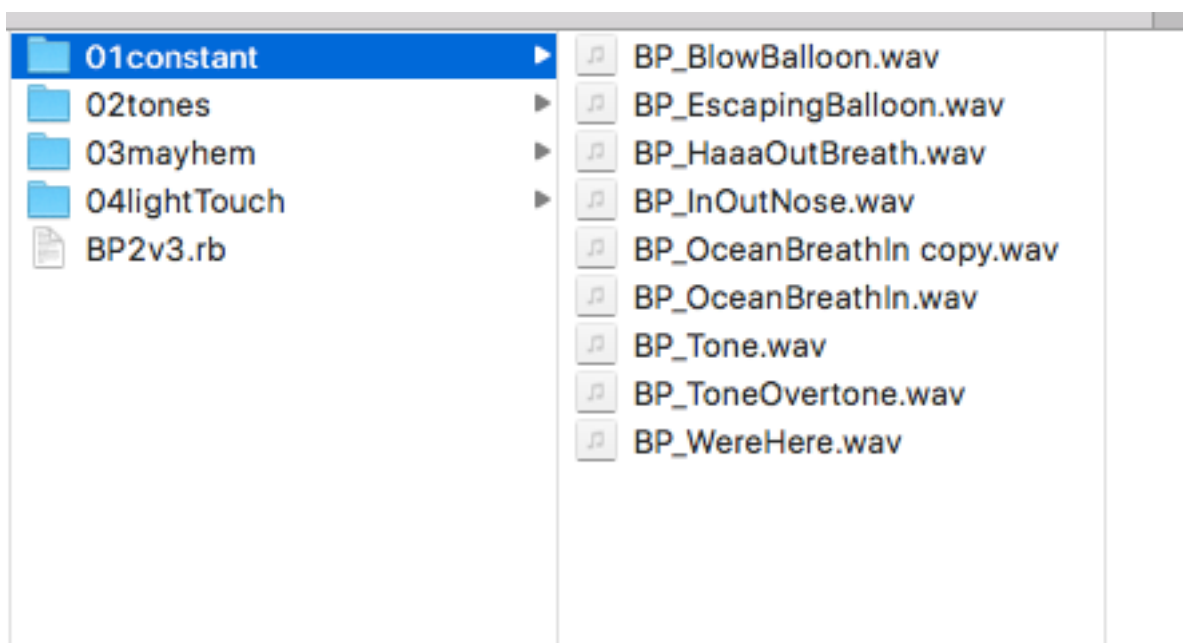 01constant
02tones
03mayhem
04lightTouch
BP2v3.rb
BP_BlowBalloon.wav
BP_EscapingBalloon.wav
BP_HaaaOutBreath.wav
BP_InOutNose.wav
BP_OceanBreathIn copy.wav
BP_OceanBreathIn.wav
BP_Tone.wav
BP_ToneOvertone.wav
BP_WereHere.wav